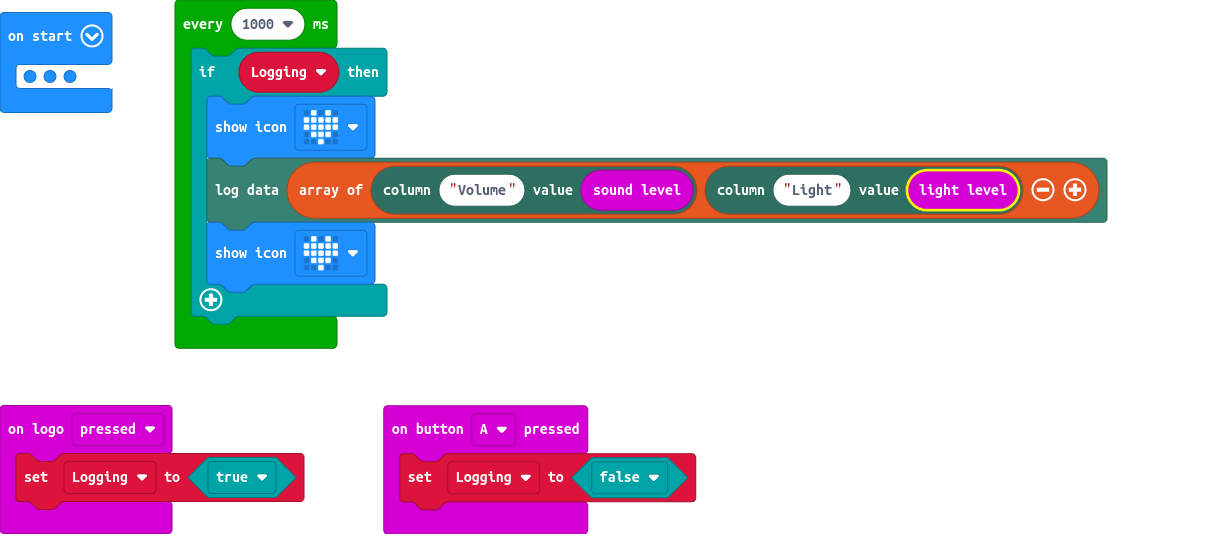 on start
every 1000 ms
if Logging then
show icon
log data array of column "Volume" value sound level column "Light" value light level
show icon
on logo pressed
set Logging to true
on button A pressed
set Logging to false